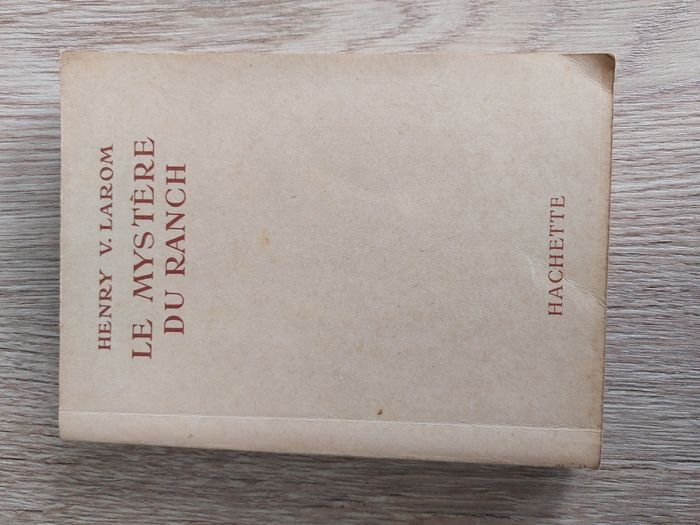 HENRY V. LAROM
LE MYSTÈRE
DU RANCH
HACHETTE